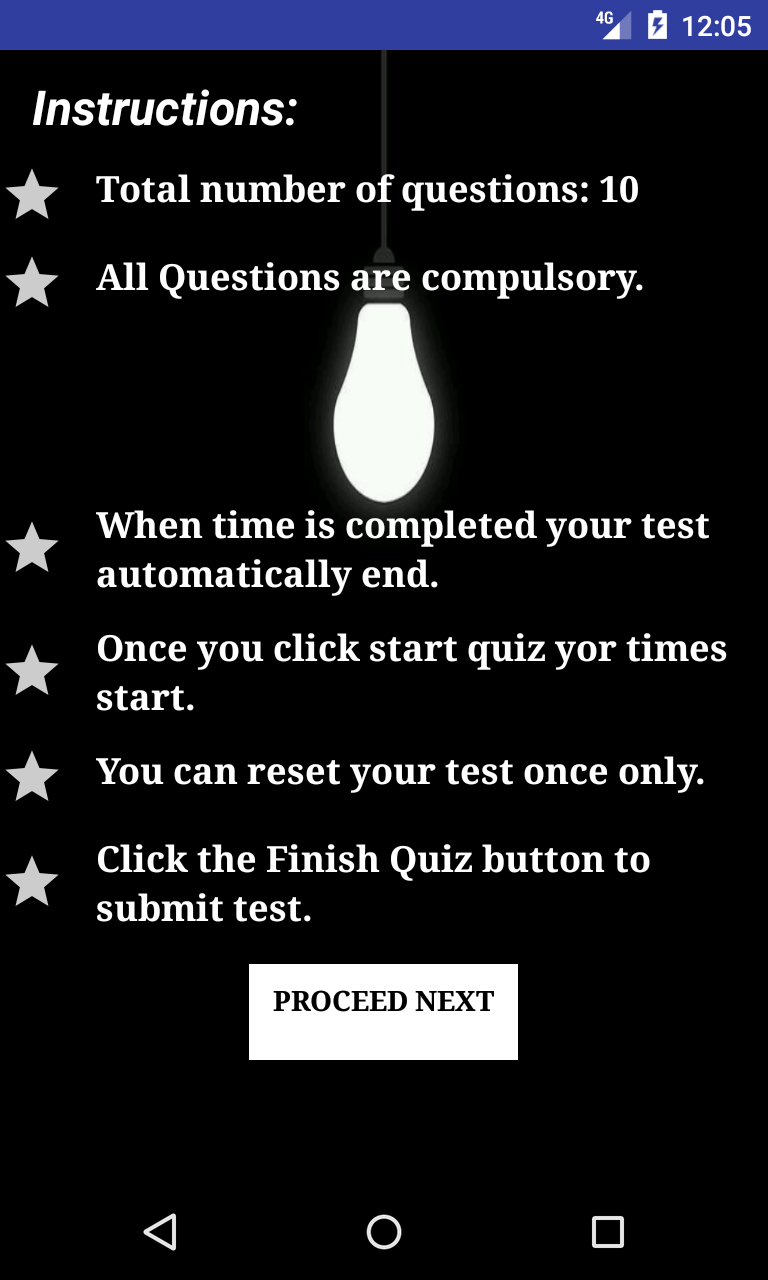 4G 12:05
Instructions:
Total number of questions: 10
All Questions are compulsory.
When time is completed your test
automatically end.
Once you click start quiz yor times
start.
You can reset your test once only.
Click the Finish Quiz button to
submit test.
PROCEED NEXT